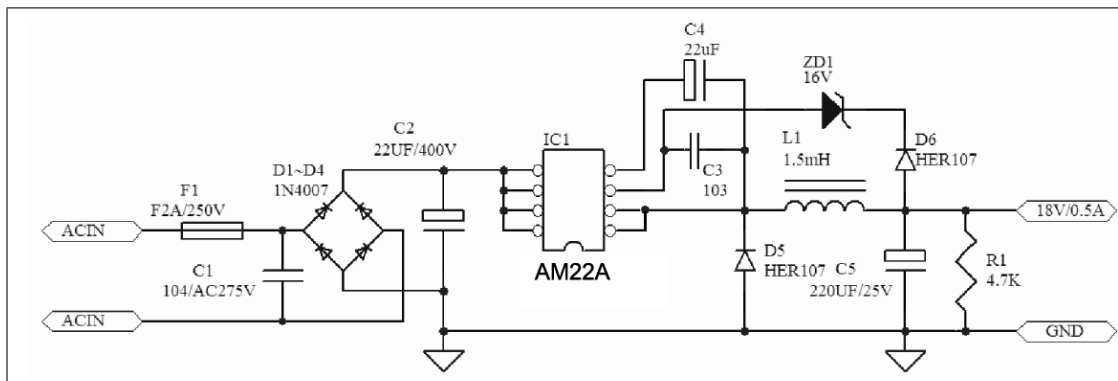 C4
22uF
ZD1
16V
IC1
C2
22UF/400V
D6
HER107
L1
1.5mH
C3
103
D1~D4
1N4007
F1
F2A/250V
ACIN
18V/0.5A
D5
HER107
C5
220UF/25V
R1
4.7K
AM22A
C1
104/AC275V
ACIN
GND